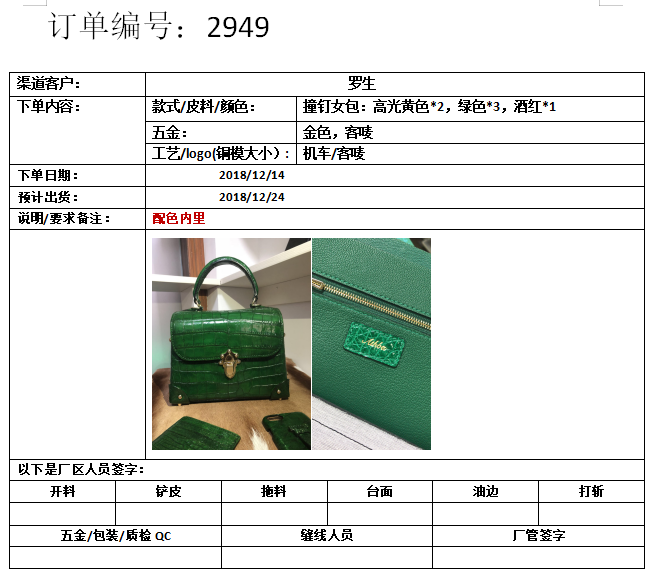 订单编号：2949
渠道客户： 罗生
下单内容： 款式/皮料/颜色： 撞钉女包：高光黄色*2，绿色*3，酒红*1
五金： 金色，客唛
工艺/logo(铜模大小）: 机车/客唛
下单日期： 2018/12/14
预计出货： 2018/12/24
说明/要求备注： 配色内里
以下是厂区人员签字：
开料 铲皮 拖料 台面 油边 打斩
五金/包装/质检 QC 缝线人员 厂管签字